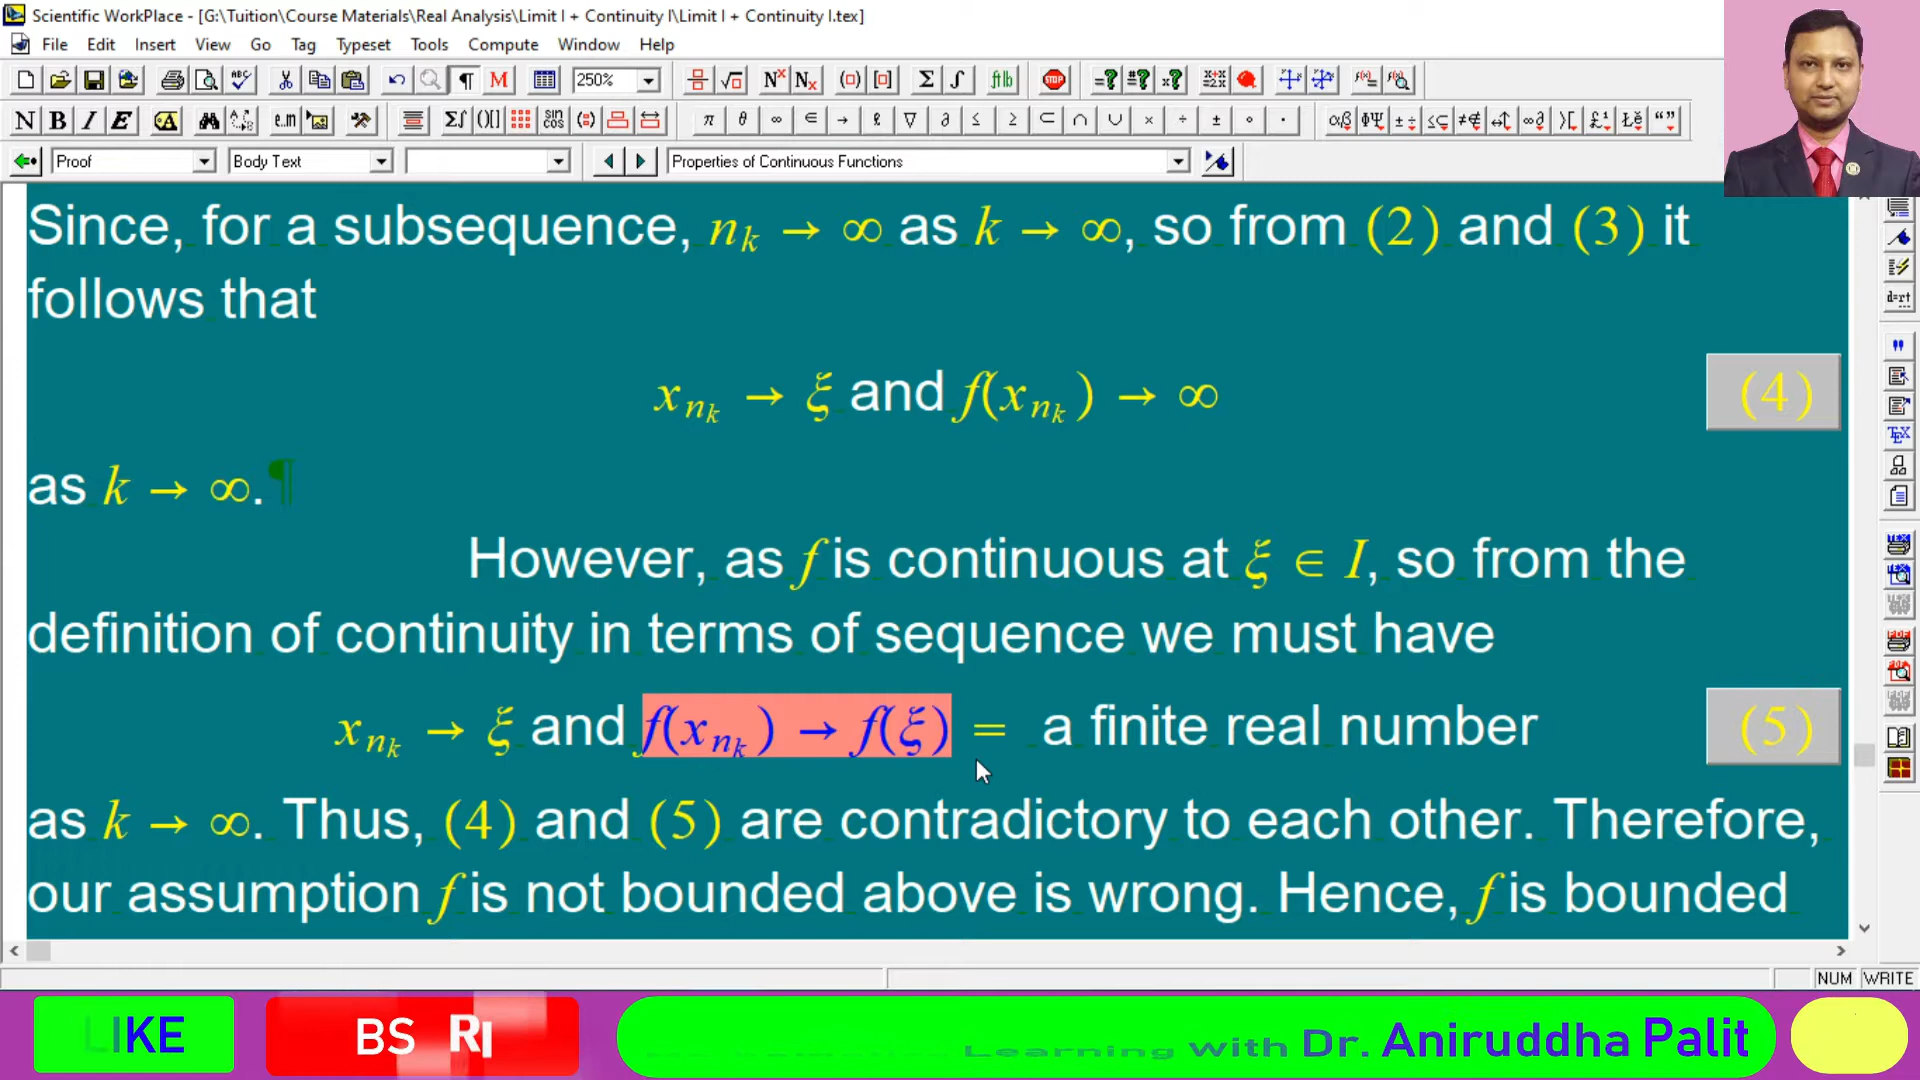 Scientific WorkPlace - [G:\Tuition\Course Materials\Real Analysis\Limit I + Continuity I\Limit I + Continuity I.tex]
File Edit Insert View Go Tag Typeset Tools Compute Window Help
250%
Proof Body Text Properties of Continuous Functions
Since, for a subsequence, n_k → ∞ as k → ∞, so from (2) and (3) it
follows that
x_{n_k} → ξ and f(x_{n_k}) → ∞ (4)
as k → ∞.¶
However, as f is continuous at ξ ∈ I, so from the
definition of continuity in terms of sequence we must have
x_{n_k} → ξ and f(x_{n_k}) → f(ξ) = a finite real number (5)
as k → ∞. Thus, (4) and (5) are contradictory to each other. Therefore,
our assumption f is not bounded above is wrong. Hence, f is bounded
NUM WRITE
LIKE
Learning with Dr. Aniruddha Palit